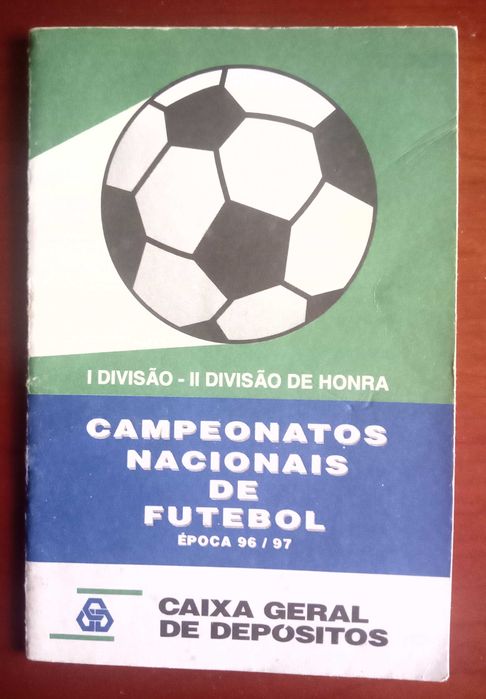 I DIVISÃO - II DIVISÃO DE HONRA
CAMPEONATOS
NACIONAIS
DE
FUTEBOL
ÉPOCA 96 / 97
CAIXA GERAL
DE DEPÓSITOS